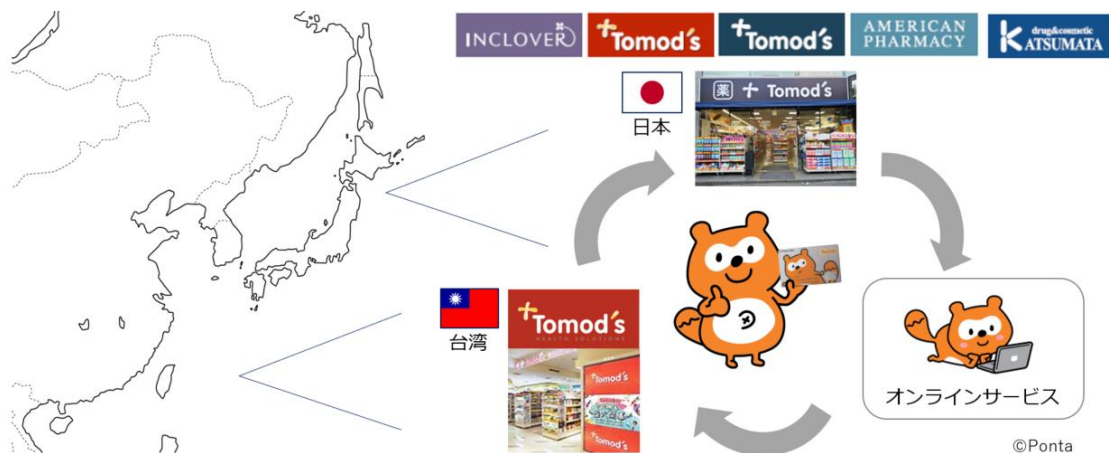 INCLOVER
Tomod's
Tomod's
AMERICAN
PHARMACY
drug&cosmetic
KATSUMATA
日本
薬 Tomod's
台湾
Tomod's
HEALTH SOLUTIONS
Tomod's
Tomod's
オンラインサービス
©Ponta